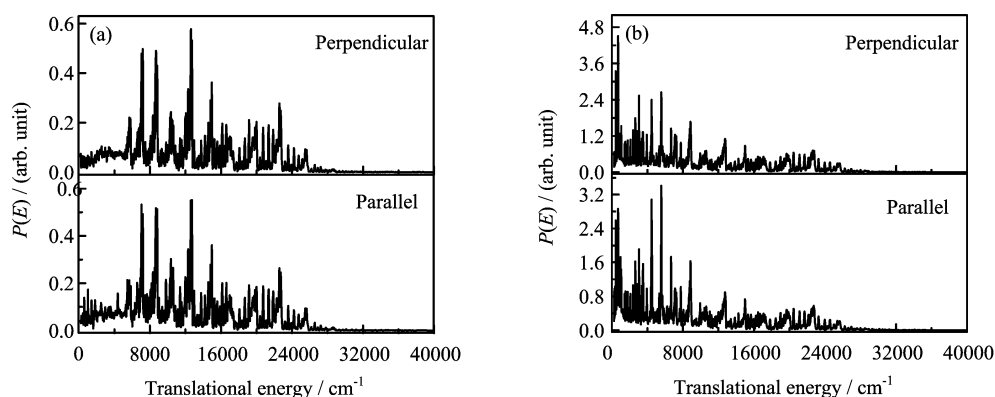 (a)
Perpendicular
0.6
0.4
0.2
0.0
Parallel
0.6
0.4
0.2
0.0
P(E) / (arb. unit)
0 8000 16000 24000 32000 40000
Translational energy / cm⁻¹
(b)
Perpendicular
4.8
3.6
2.4
1.2
0.0
Parallel
3.2
2.4
1.6
0.8
0.0
P(E) / (arb. unit)
0 8000 16000 24000 32000 40000
Translational energy / cm⁻¹